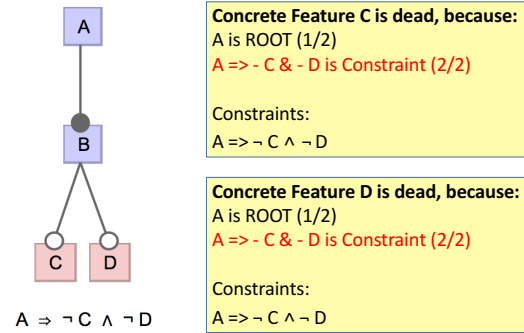 A
B
C D
A ⇒ ¬ C ∧ ¬ D
Concrete Feature C is dead, because:
A is ROOT (1/2)
A => - C & - D is Constraint (2/2)
Constraints:
A => ¬ C ∧ ¬ D
Concrete Feature D is dead, because:
A is ROOT (1/2)
A => - C & - D is Constraint (2/2)
Constraints:
A => ¬ C ∧ ¬ D